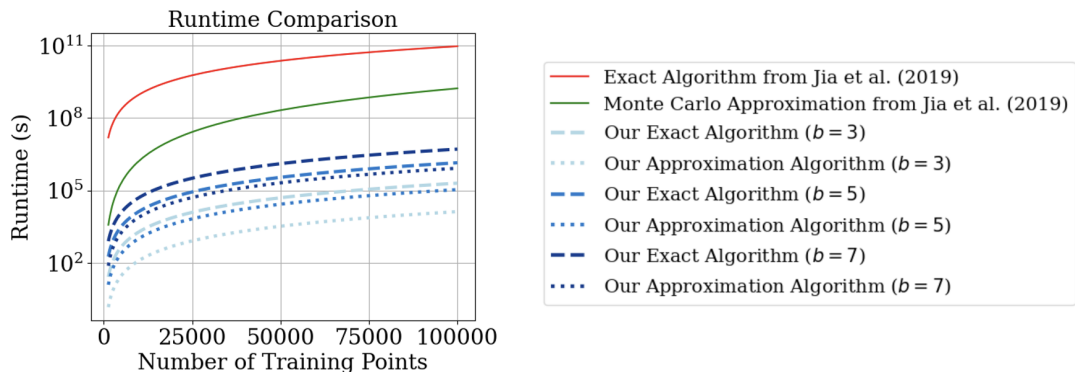 Runtime Comparison
10^11
10^8
10^5
10^2
Runtime (s)
0 25000 50000 75000 100000
Number of Training Points
Exact Algorithm from Jia et al. (2019)
Monte Carlo Approximation from Jia et al. (2019)
Our Exact Algorithm (b = 3)
Our Approximation Algorithm (b = 3)
Our Exact Algorithm (b = 5)
Our Approximation Algorithm (b = 5)
Our Exact Algorithm (b = 7)
Our Approximation Algorithm (b = 7)